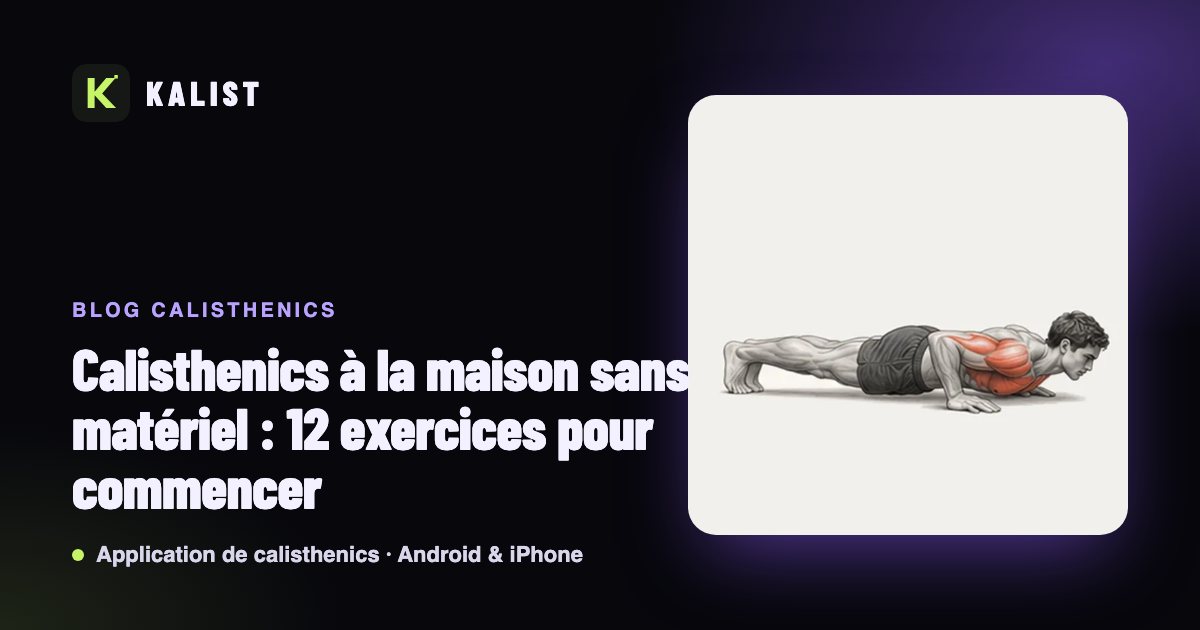 KALIST
BLOG CALISTHENICS
Calisthenics à la maison sans
matériel : 12 exercices pour
commencer
Application de calisthenics · Android & iPhone